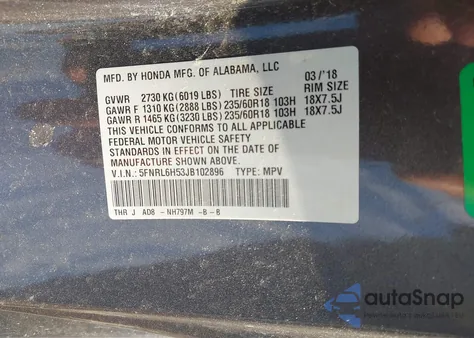 MFD. BY HONDA MFG. OF ALABAMA, LLC 03 / '18
GVWR 2730 KG (6019 LBS) TIRE SIZE RIM SIZE
GAWR F 1310 KG (2888 LBS) 235/60R18 103H 18X7.5J
GAWR R 1465 KG (3230 LBS) 235/60R18 103H 18X7.5J
THIS VEHICLE CONFORMS TO ALL APPLICABLE
FEDERAL MOTOR VEHICLE SAFETY
STANDARDS IN EFFECT ON THE DATE OF
MANUFACTURE SHOWN ABOVE.
V.I.N.: 5FNRL6H53JB102896 TYPE: MPV
THR J AD8 - NH797M -B - B
autoSnap